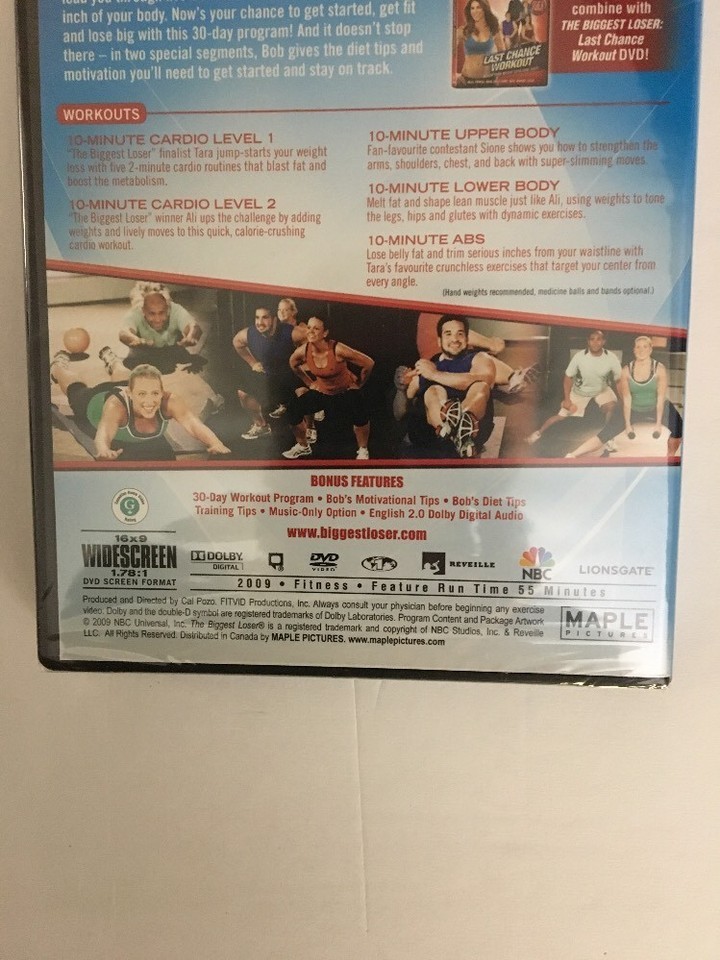 inch of your body. Now's your chance to get started, get fit
and lose big with this 30-day program! And it doesn't stop
there – in two special segments, Bob gives the diet tips and
motivation you'll need to get started and stay on track.
combine with
THE BIGGEST LOSER:
Last Chance
Workout DVD!
LAST CHANCE
WORKOUT
WORKOUTS
10-MINUTE CARDIO LEVEL 1
"The Biggest Loser" finalist Tara jump-starts your weight
loss with five 2-minute cardio routines that blast fat and
boost the metabolism.
10-MINUTE CARDIO LEVEL 2
"The Biggest Loser" winner Ali ups the challenge by adding
weights and lively moves to this quick, calorie-crushing
cardio workout.
10-MINUTE UPPER BODY
Fan-favourite contestant Sione shows you how to strengthen the
arms, shoulders, chest, and back with super-slimming moves.
10-MINUTE LOWER BODY
Melt fat and shape lean muscle just like Ali, using weights to tone
the legs, hips and glutes with dynamic exercises.
10-MINUTE ABS
Lose belly fat and trim serious inches from your waistline with
Tara's favourite crunchless exercises that target your center from
every angle.
(Hand weights recommended, medicine balls and bands optional.)
BONUS FEATURES
30-Day Workout Program • Bob's Motivational Tips • Bob's Diet Tips
Training Tips • Music-Only Option • English 2.0 Dolby Digital Audio
www.biggestloser.com
G
16x9
WIDESCREEN
1.78:1
DVD SCREEN FORMAT
DOLBY
DIGITAL
DVD
VIDEO
REVEILLE
NBC
LIONSGATE
2009 • Fitness • Feature Run Time 55 Minutes
Produced and Directed by Cal Pozo. FITVID Productions, Inc. Always consult your physician before beginning any exercise
video. Dolby and the double-D symbol are registered trademarks of Dolby Laboratories. Program Content and Package Artwork
© 2009 NBC Universal, Inc. The Biggest Loser® is a registered trademark and copyright of NBC Studios, Inc. & Reveille
LLC. All Rights Reserved. Distributed in Canada by MAPLE PICTURES. www.maplepictures.com
MAPLE
PICTURES